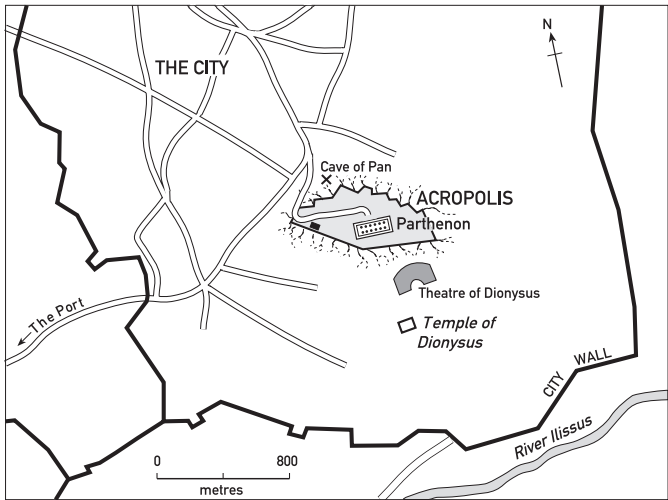 N
THE CITY
Cave of Pan
ACROPOLIS
Parthenon
Theatre of Dionysus
The Port
Temple of
Dionysus
CITY WALL
River Ilissus
0 800
metres